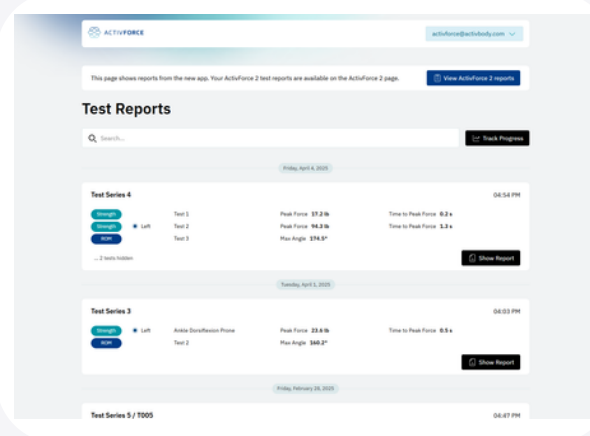 ACTIVFORCE
activforce@activbody.com
This page shows reports from the new app. Your ActivForce 2 test reports are available on the ActivForce 2 page.
View ActivForce 2 reports
Test Reports
Search...
Track Progress
Friday, April 4, 2025
Test Series 4 04:54 PM
Strength Test 1 Peak Force 17.2 lb Time to Peak Force 0.2 s
Strength Left Test 2 Peak Force 94.3 lb Time to Peak Force 1.3 s
ROM Test 3 Max Angle 174.5°
... 2 tests hidden
Show Report
Tuesday, April 1, 2025
Test Series 3 04:03 PM
Strength Left Ankle Dorsiflexion Prone Peak Force 23.6 lb Time to Peak Force 0.5 s
ROM Test 2 Max Angle 160.2°
Show Report
Friday, February 28, 2025
Test Series 5 / T005 04:47 PM